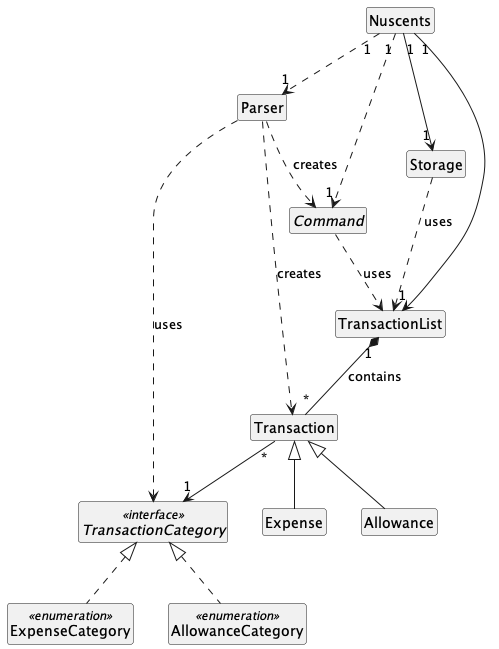 Nuscents
1 1 1 1
1
Parser
creates
1
Storage
1
Command
uses
creates
uses
1
uses
TransactionList
1
contains
*
Transaction
*
1
«interface»
TransactionCategory
Expense
Allowance
«enumeration»
ExpenseCategory
«enumeration»
AllowanceCategory